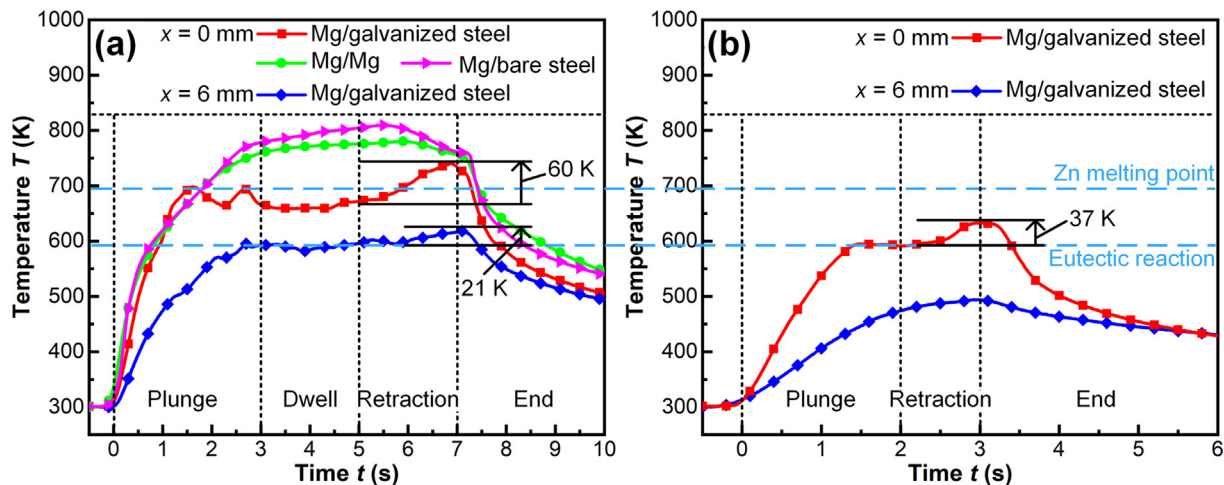 (a)
x = 0 mm Mg/galvanized steel
Mg/Mg Mg/bare steel
x = 6 mm Mg/galvanized steel
1000
900
800
700
600
500
400
300
Temperature T (K)
60 K
21 K
Plunge Dwell Retraction End
0 1 2 3 4 5 6 7 8 9 10
Time t (s)
(b)
x = 0 mm Mg/galvanized steel
x = 6 mm Mg/galvanized steel
1000
900
800
700
600
500
400
300
Temperature T (K)
Zn melting point
37 K
Eutectic reaction
Plunge Retraction End
0 1 2 3 4 5 6
Time t (s)